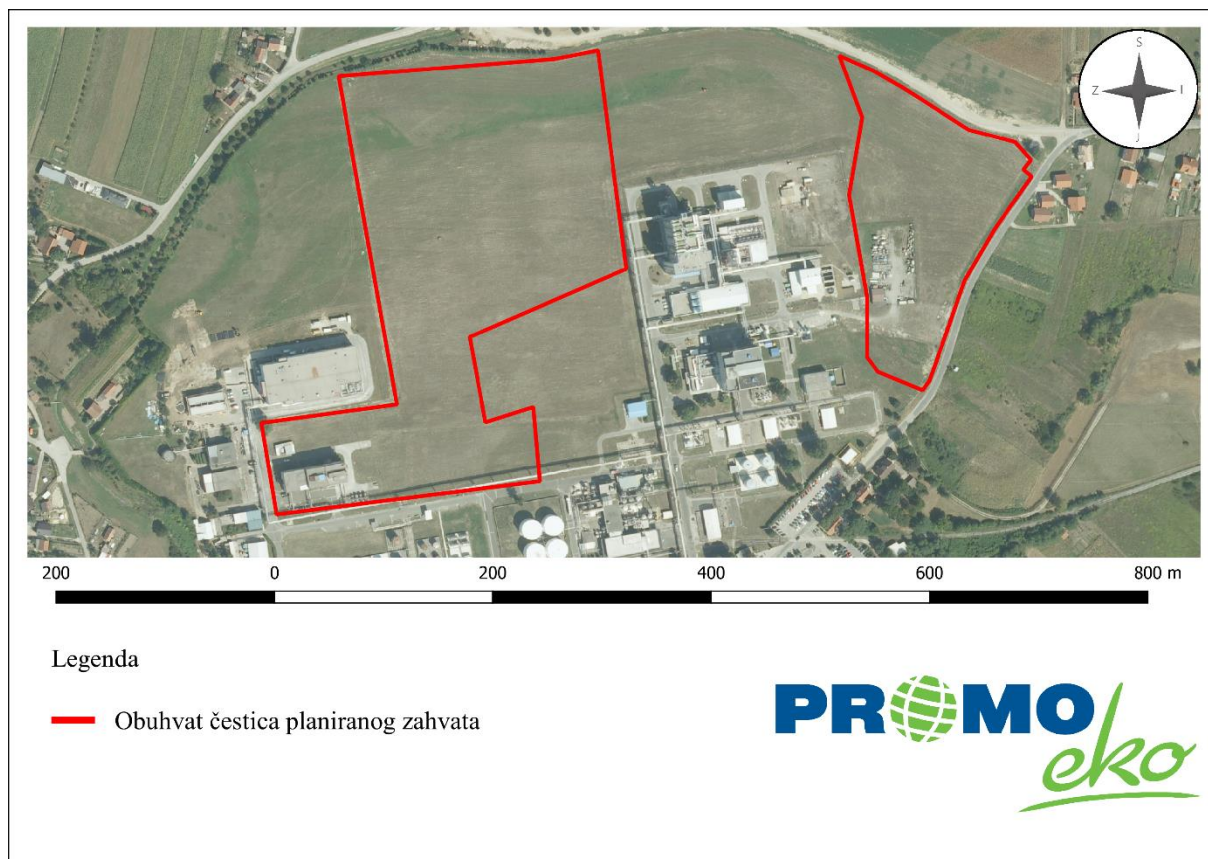 S
Z
I
J
200
0
200
400
600
800 m
Legenda
Obuhvat čestica planiranog zahvata
PROMO
eko